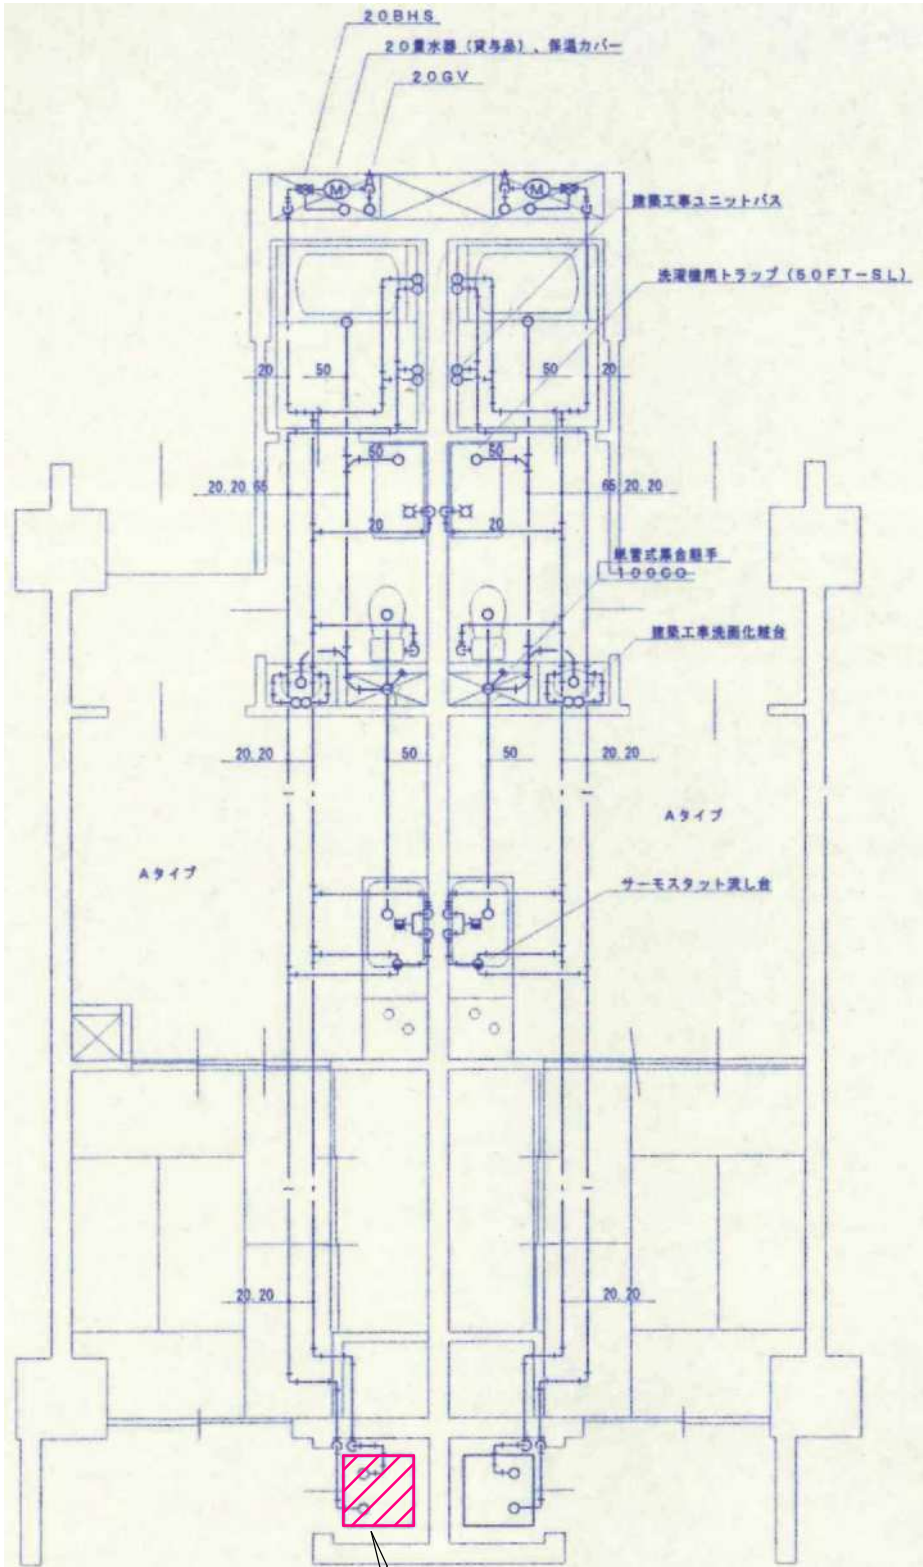 20BHS
20量水器（貸与品）、保温カバー
20GV
M
M
建築工事ユニットバス
洗濯機用トラップ（50FT－SL）
20
50
50
20
50
50
20.20.65
65.20.20
20
20
単管式集合継手
100CO
建築工事洗面化粧台
20.20
50
50
20.20
Aタイプ
Aタイプ
サーモスタット流し台
20.20
20.20